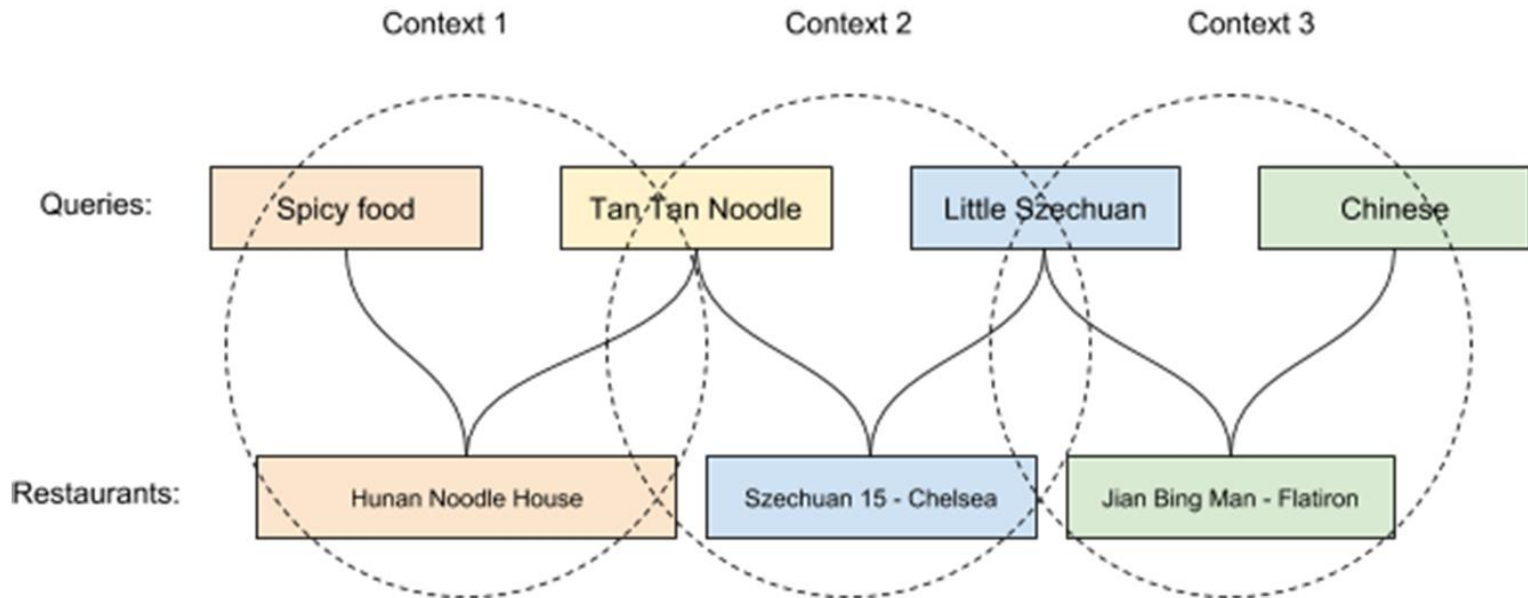 Context 1
Context 2
Context 3
Queries:
Spicy food
Tan Tan Noodle
Little Szechuan
Chinese
Restaurants:
Hunan Noodle House
Szechuan 15 - Chelsea
Jian Bing Man - Flatiron